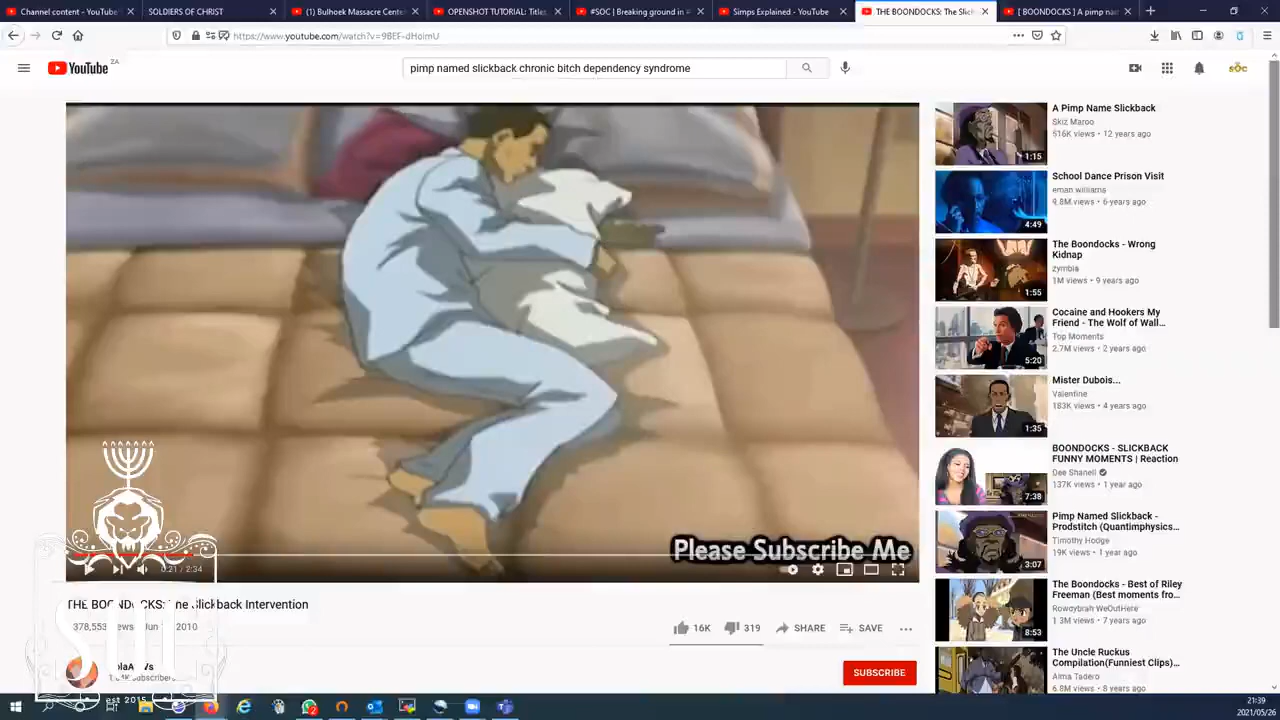 Channel content - YouTube
SOLDIERS OF CHRIST
(1) Bulhoek Massacre Cente
OPENSHOT TUTORIAL: Titles
#SOC | Breaking ground in
Simps Explained - YouTube
THE BOONDOCKS: The Slick
[ BOONDOCKS ] A pimp nam
https://www.youtube.com/watch?v=9BEF-dHoimU
YouTube ZA
pimp named slickback chronic bitch dependency syndrome
SOC
A Pimp Name Slickback
Skiz Maroo
516K views • 12 years ago
1:15
School Dance Prison Visit
eman williams
9.8M views • 6 years ago
4:49
The Boondocks - Wrong
Kidnap
zymbia
1M views • 9 years ago
1:55
Cocaine and Hookers My
Friend - The Wolf of Wall...
Top Moments
2.7M views • 2 years ago
5:20
Mister Dubois...
Valentine
183K views • 4 years ago
1:35
BOONDOCKS - SLICKBACK
FUNNY MOMENTS | Reaction
Dee Shanell
137K views • 1 year ago
7:38
Pimp Named Slickback -
Prodstitch (Quantimphysics...
Timothy Hodge
19K views • 1 year ago
3:07
The Boondocks - Best of Riley
Freeman (Best moments fro...
Rowdybrah WeOutHere
1.3M views • 7 years ago
8:53
The Uncle Ruckus
Compilation(Funniest Clips)...
Alma Tadero
6.8M views • 8 years ago
Please Subscribe Me
0:21 / 2:34
THE BOONDOCKS: The Slickback Intervention
378,553 views 2010
16K
319
SHARE
SAVE
SUBSCRIBE
est 2015
21:39
2021/05/26